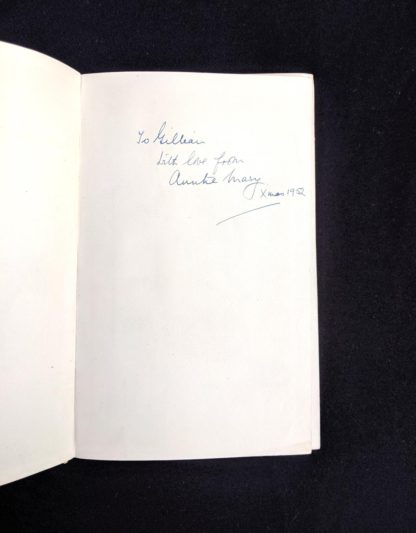 To Gillian
with love from
Auntie Mary
Xmas 1952